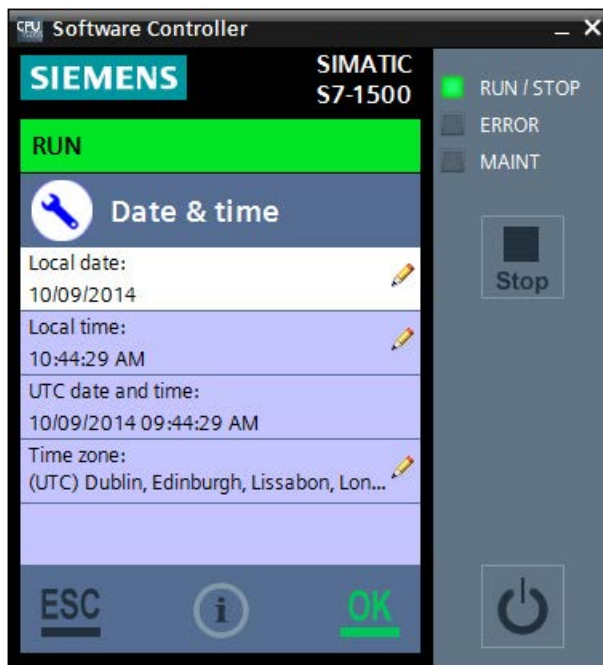 CPU
Software Controller
SIEMENS
SIMATIC
S7-1500
RUN / STOP
ERROR
MAINT
RUN
Date & time
Stop
Local date:
10/09/2014
Local time:
10:44:29 AM
UTC date and time:
10/09/2014 09:44:29 AM
Time zone:
(UTC) Dublin, Edinburgh, Lissabon, Lon...
ESC
i
OK